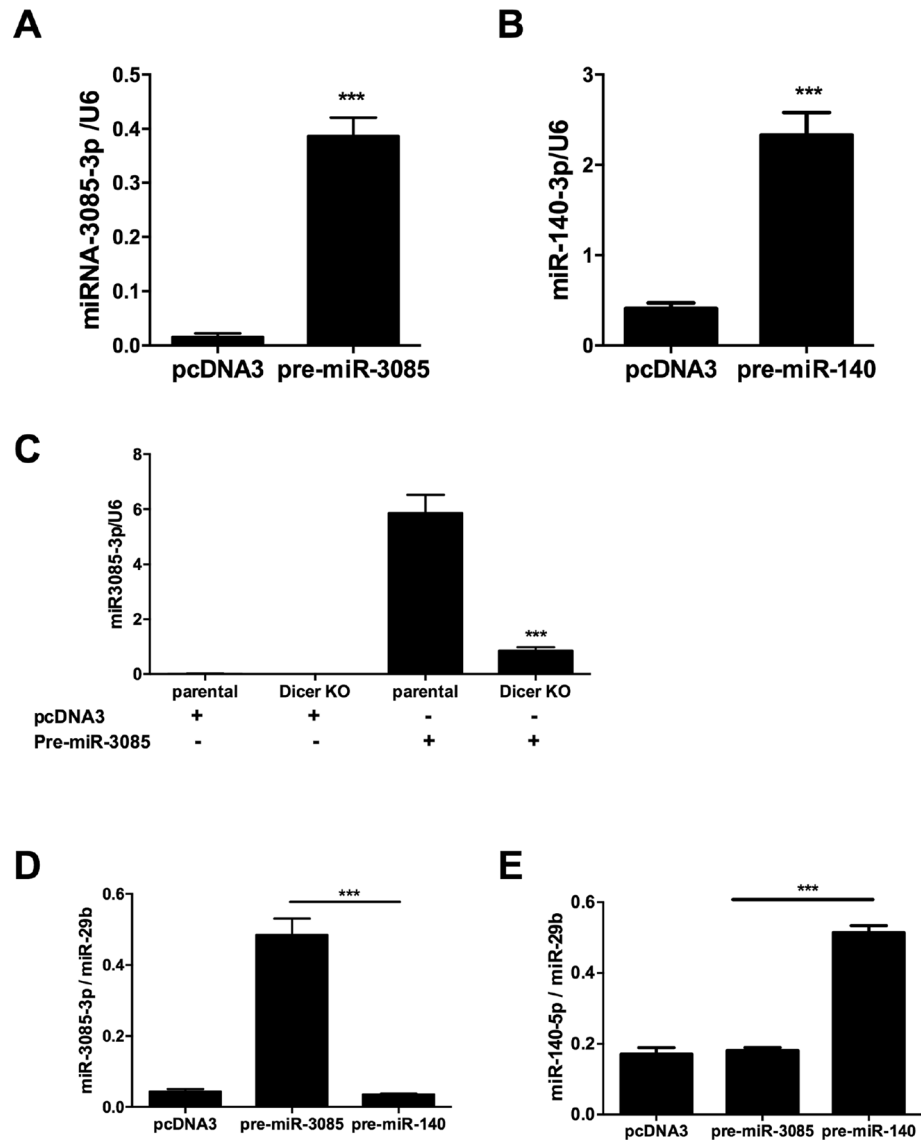 A
miRNA-3085-3p /U6
0.5
0.4
0.3
0.2
0.1
0.0
***
pcDNA3 pre-miR-3085
B
miR-140-3p/U6
3
2
1
0
***
pcDNA3 pre-miR-140
C
miR3085-3p/U6
8
6
4
2
0
***
parental Dicer KO parental Dicer KO
pcDNA3 + + - -
Pre-miR-3085 - - + +
D
miR-3085-3p / miR-29b
0.6
0.4
0.2
0.0
***
pcDNA3 pre-miR-3085 pre-miR-140
E
miR-140-5p / miR-29b
0.6
0.4
0.2
0.0
***
pcDNA3 pre-miR-3085 pre-miR-140